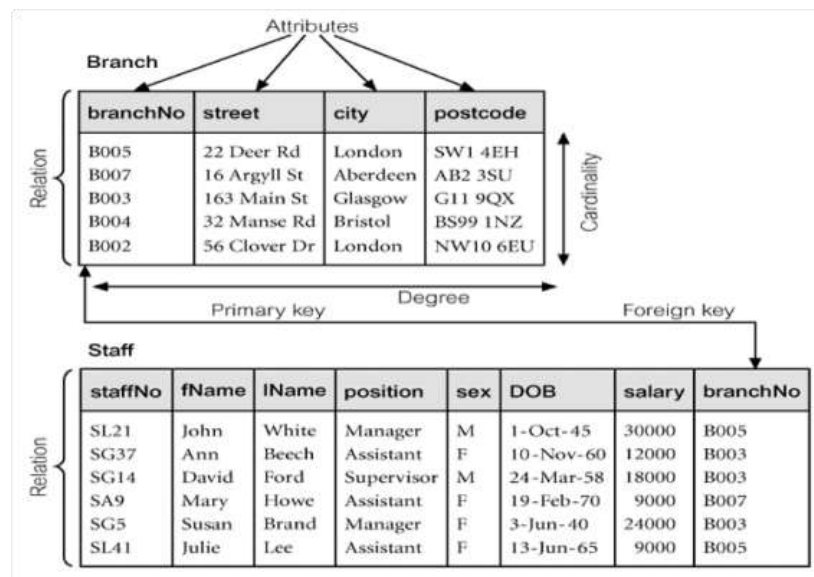 Attributes
Branch
branchNo street city postcode
B005 22 Deer Rd London SW1 4EH
B007 16 Argyll St Aberdeen AB2 3SU
B003 163 Main St Glasgow G11 9QX
B004 32 Manse Rd Bristol BS99 1NZ
B002 56 Clover Dr London NW10 6EU
Relation
Cardinality
Degree
Primary key Foreign key
Staff
staffNo fName lName position sex DOB salary branchNo
SL21 John White Manager M 1-Oct-45 30000 B005
SG37 Ann Beech Assistant F 10-Nov-60 12000 B003
SG14 David Ford Supervisor M 24-Mar-58 18000 B003
SA9 Mary Howe Assistant F 19-Feb-70 9000 B007
SG5 Susan Brand Manager F 3-Jun-40 24000 B003
SL41 Julie Lee Assistant F 13-Jun-65 9000 B005
Relation